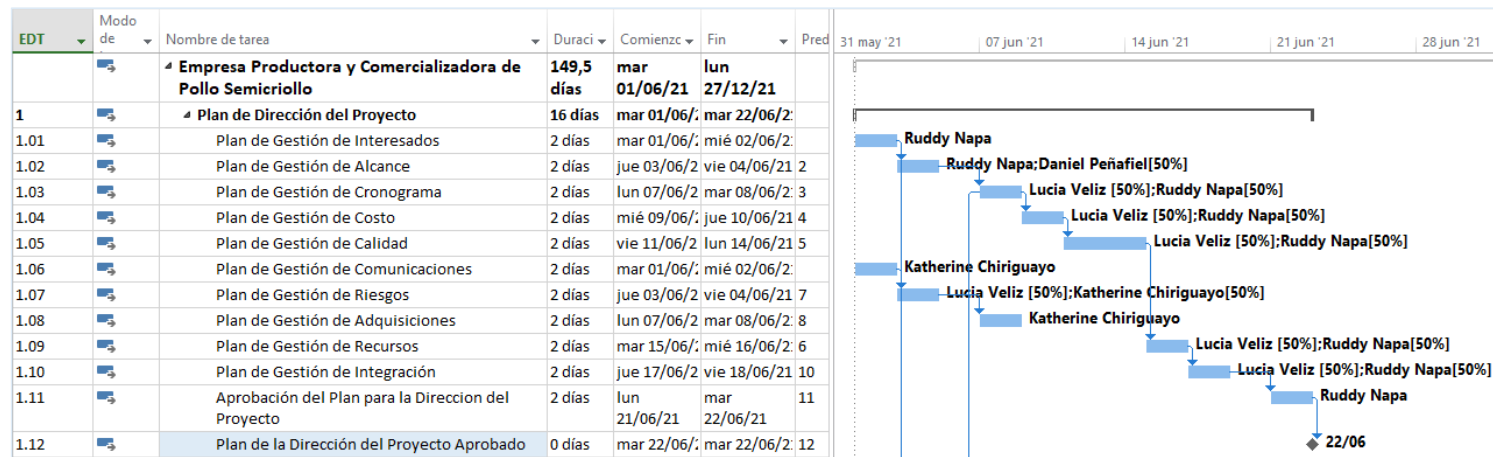 EDT Modo de Nombre de tarea Duraci Comienzc Fin Pred 31 may '21 07 jun '21 14 jun '21 21 jun '21 28 jun '21
Empresa Productora y Comercializadora de 149,5 mar lun
Pollo Semicriollo días 01/06/21 27/12/21
1 Plan de Dirección del Proyecto 16 días mar 01/06/ mar 22/06/2
1.01 Plan de Gestión de Interesados 2 días mar 01/06/ mié 02/06/2 Ruddy Napa
1.02 Plan de Gestión de Alcance 2 días jue 03/06/2 vie 04/06/21 2 Ruddy Napa;Daniel Peñafiel[50%]
1.03 Plan de Gestión de Cronograma 2 días lun 07/06/2 mar 08/06/2 3 Lucia Veliz [50%];Ruddy Napa[50%]
1.04 Plan de Gestión de Costo 2 días mié 09/06/ jue 10/06/21 4 Lucia Veliz [50%];Ruddy Napa[50%]
1.05 Plan de Gestión de Calidad 2 días vie 11/06/2 lun 14/06/21 5 Lucia Veliz [50%];Ruddy Napa[50%]
1.06 Plan de Gestión de Comunicaciones 2 días mar 01/06/ mié 02/06/2 Katherine Chiriguayo
1.07 Plan de Gestión de Riesgos 2 días jue 03/06/2 vie 04/06/21 7 Lucia Veliz [50%];Katherine Chiriguayo[50%]
1.08 Plan de Gestión de Adquisiciones 2 días lun 07/06/2 mar 08/06/2 8 Katherine Chiriguayo
1.09 Plan de Gestión de Recursos 2 días mar 15/06/ mié 16/06/2 6 Lucia Veliz [50%];Ruddy Napa[50%]
1.10 Plan de Gestión de Integración 2 días jue 17/06/2 vie 18/06/21 10 Lucia Veliz [50%];Ruddy Napa[50%]
1.11 Aprobación del Plan para la Direccion del 2 días lun mar 11 Ruddy Napa
Proyecto 21/06/21 22/06/21
1.12 Plan de la Dirección del Proyecto Aprobado 0 días mar 22/06/ mar 22/06/2 12 22/06